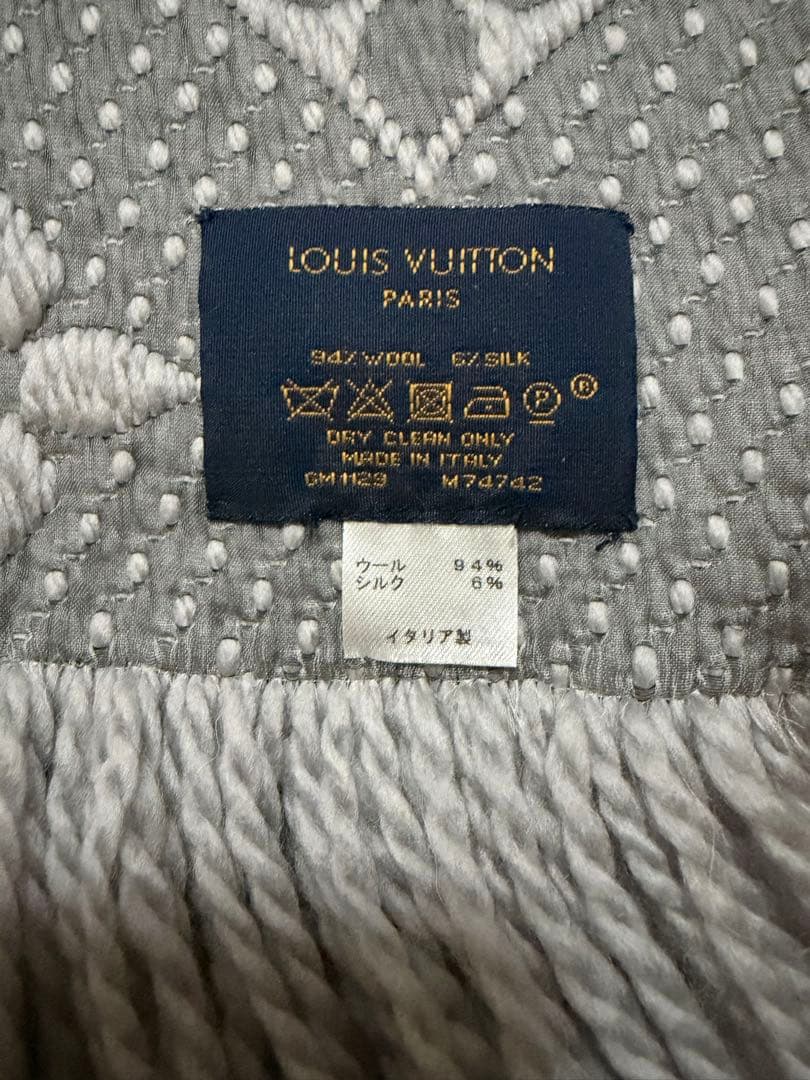 LOUIS VUITTON
PARIS
94% WOOL 6% SILK
P ®
DRY CLEAN ONLY
MADE IN ITALY
GM1129 M74742
ウール 94%
シルク 6%
イタリア製